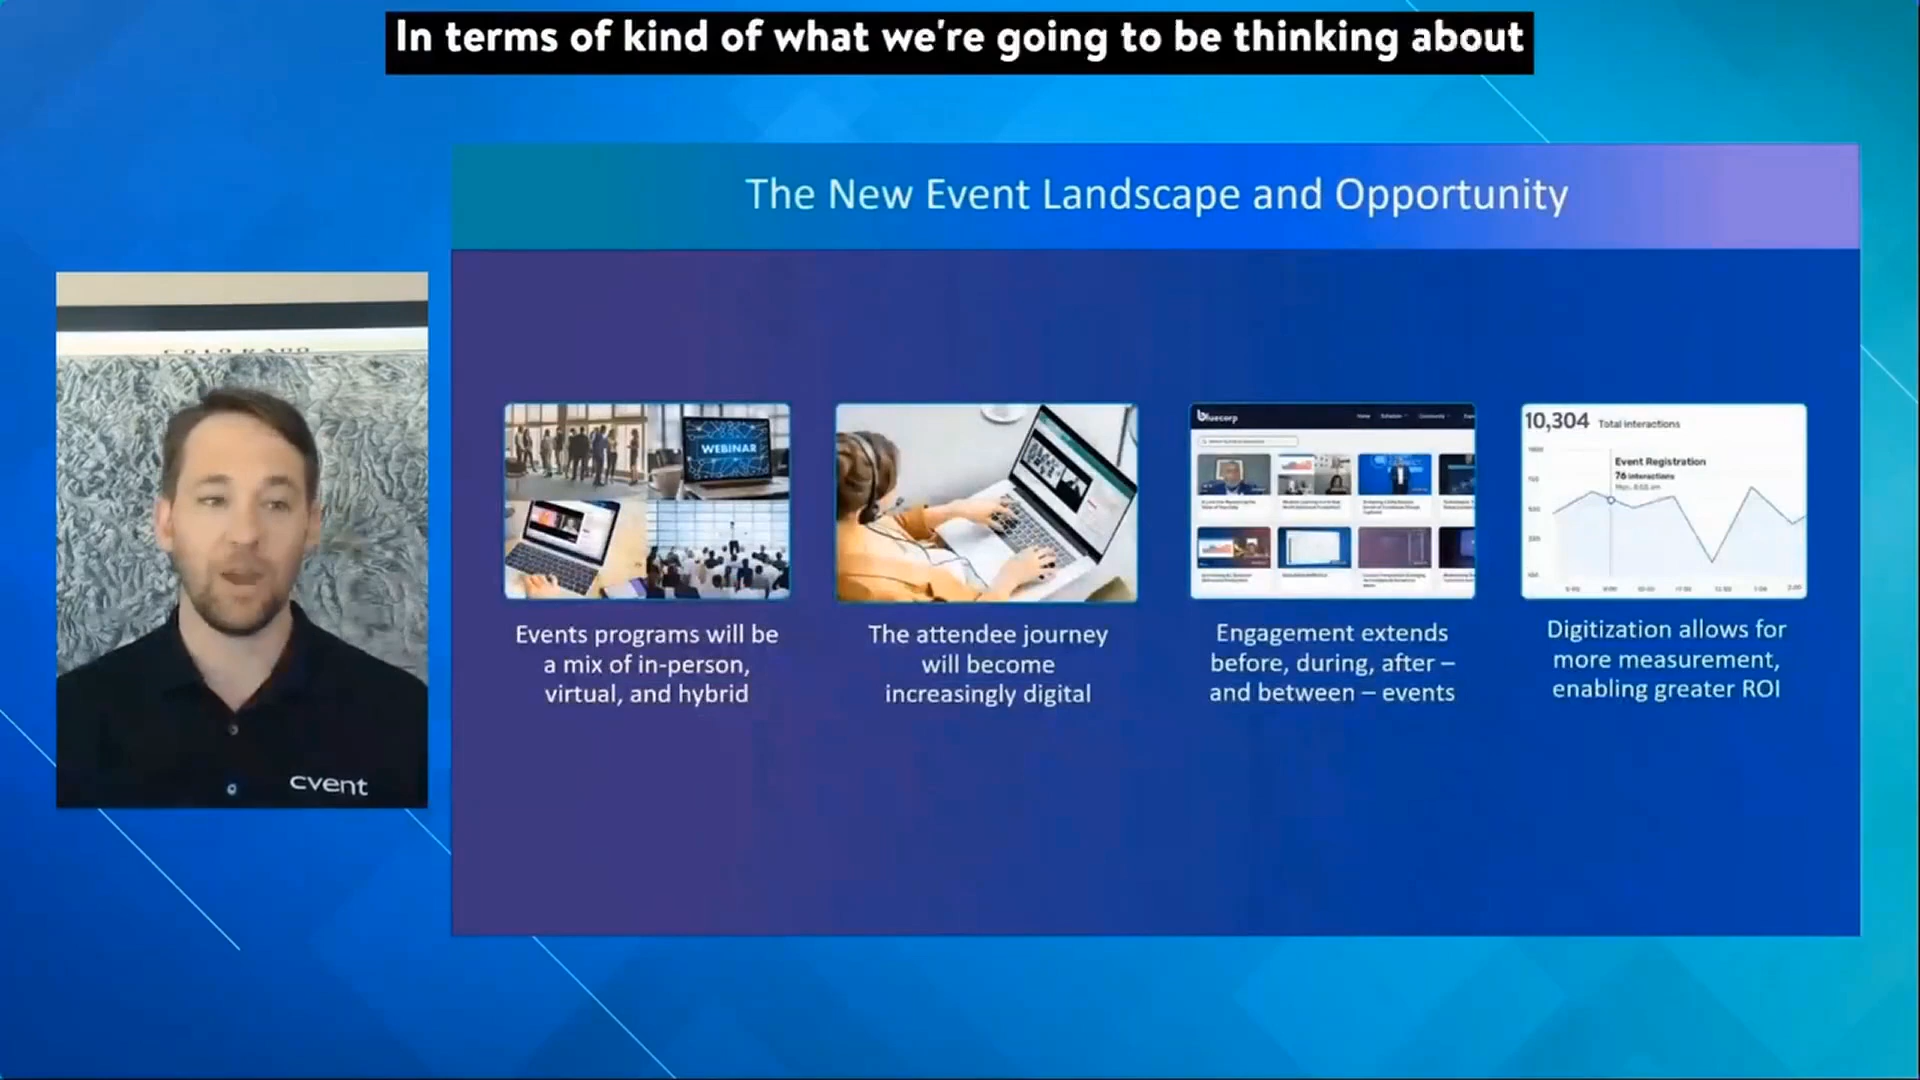 In terms of kind of what we're going to be thinking about
The New Event Landscape and Opportunity
COLORADO
cvent
WEBINAR
Events programs will be
a mix of in-person,
virtual, and hybrid
The attendee journey
will become
increasingly digital
bluecorp
Home
Engagement extends
before, during, after –
and between – events
10,304 Total interactions
Event Registration
76 interactions
Digitization allows for
more measurement,
enabling greater ROI